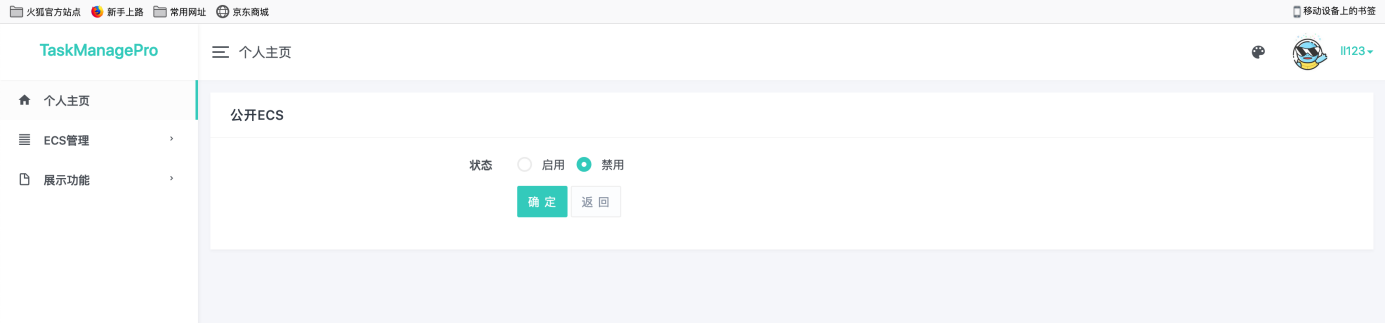 火狐官方站点 新手上路 常用网址 京东商城 移动设备上的书签
TaskManagePro
个人主页
ll123
个人主页
ECS管理
展示功能
公开ECS
状态 启用 禁用
确 定 返 回